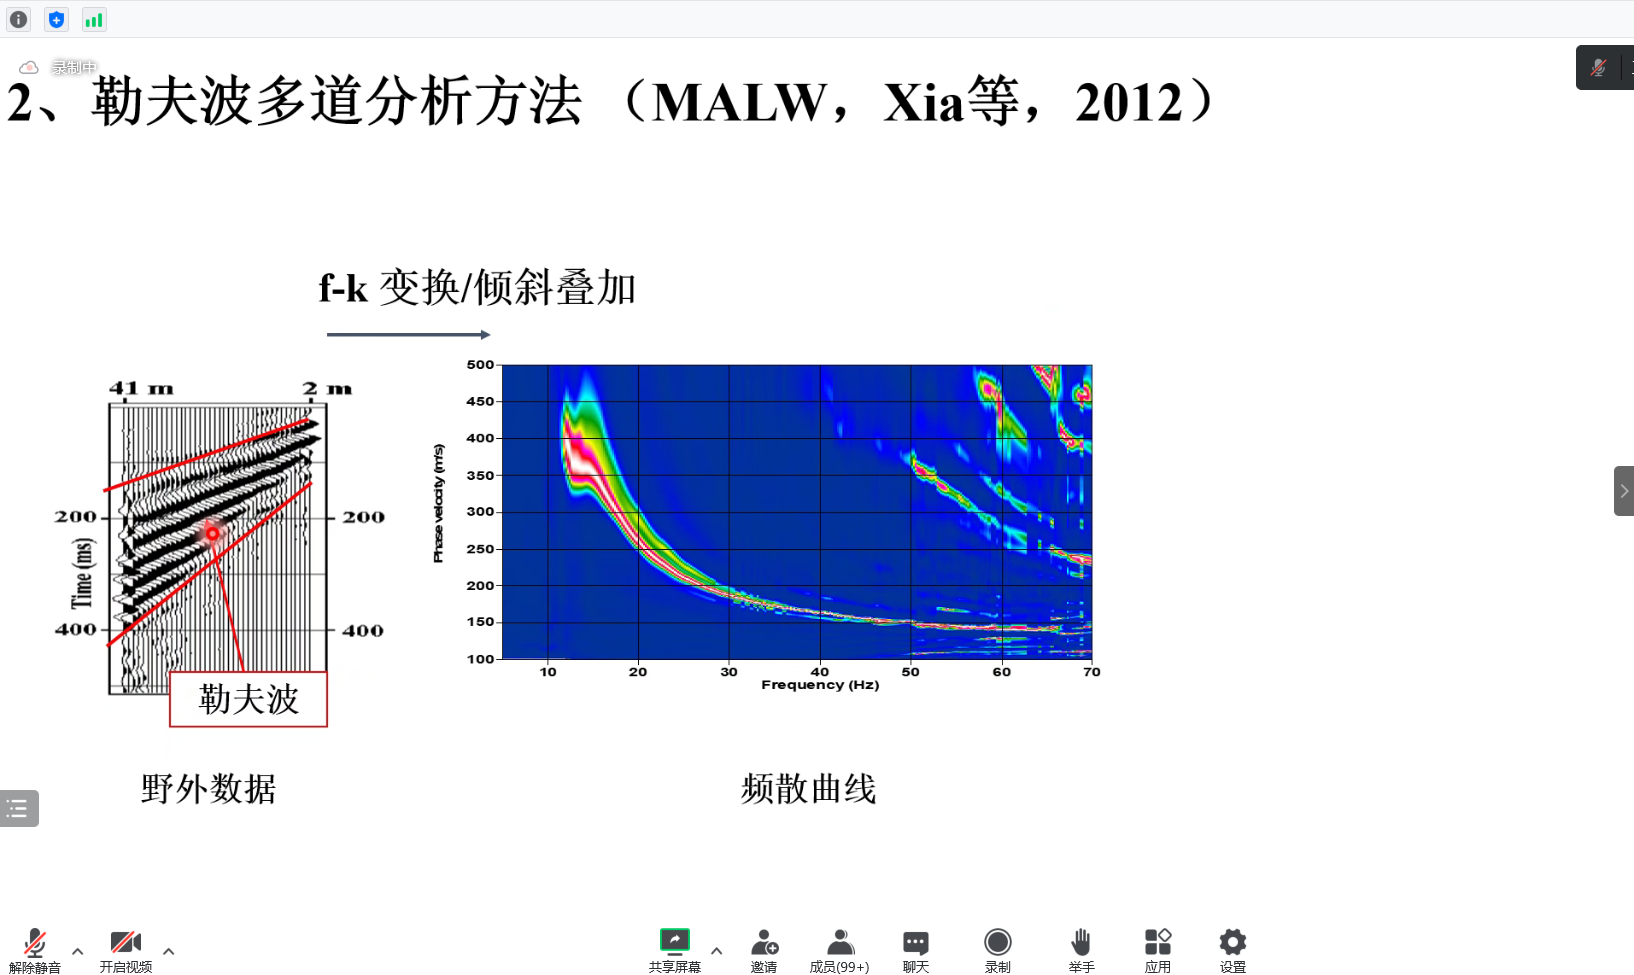 录制中
2、勒夫波多道分析方法 （MALW，Xia等，2012）
f-k 变换/倾斜叠加
41 m
2 m
200
200
Time (ms)
400
400
勒夫波
野外数据
500
450
400
350
300
250
200
150
100
Phase velocity (m/s)
10
20
30
40
50
60
70
Frequency (Hz)
频散曲线
解除静音
开启视频
共享屏幕
邀请
成员(99+)
聊天
录制
举手
应用
设置